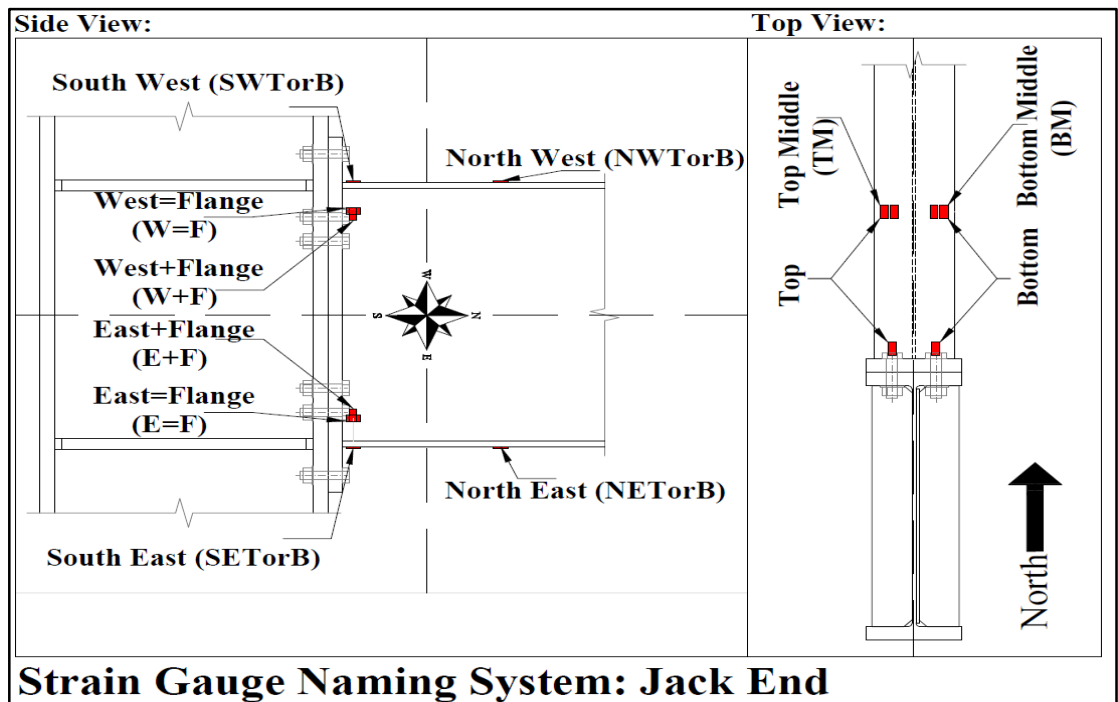 Side View:
South West (SWTorB)
North West (NWTorB)
West=Flange
(W=F)
West+Flange
(W+F)
East+Flange
(E+F)
East=Flange
(E=F)
W
S
N
E
North East (NETorB)
South East (SETorB)
Top View:
Top Middle
(TM)
Bottom Middle
(BM)
Top
Bottom
North
Strain Gauge Naming System: Jack End